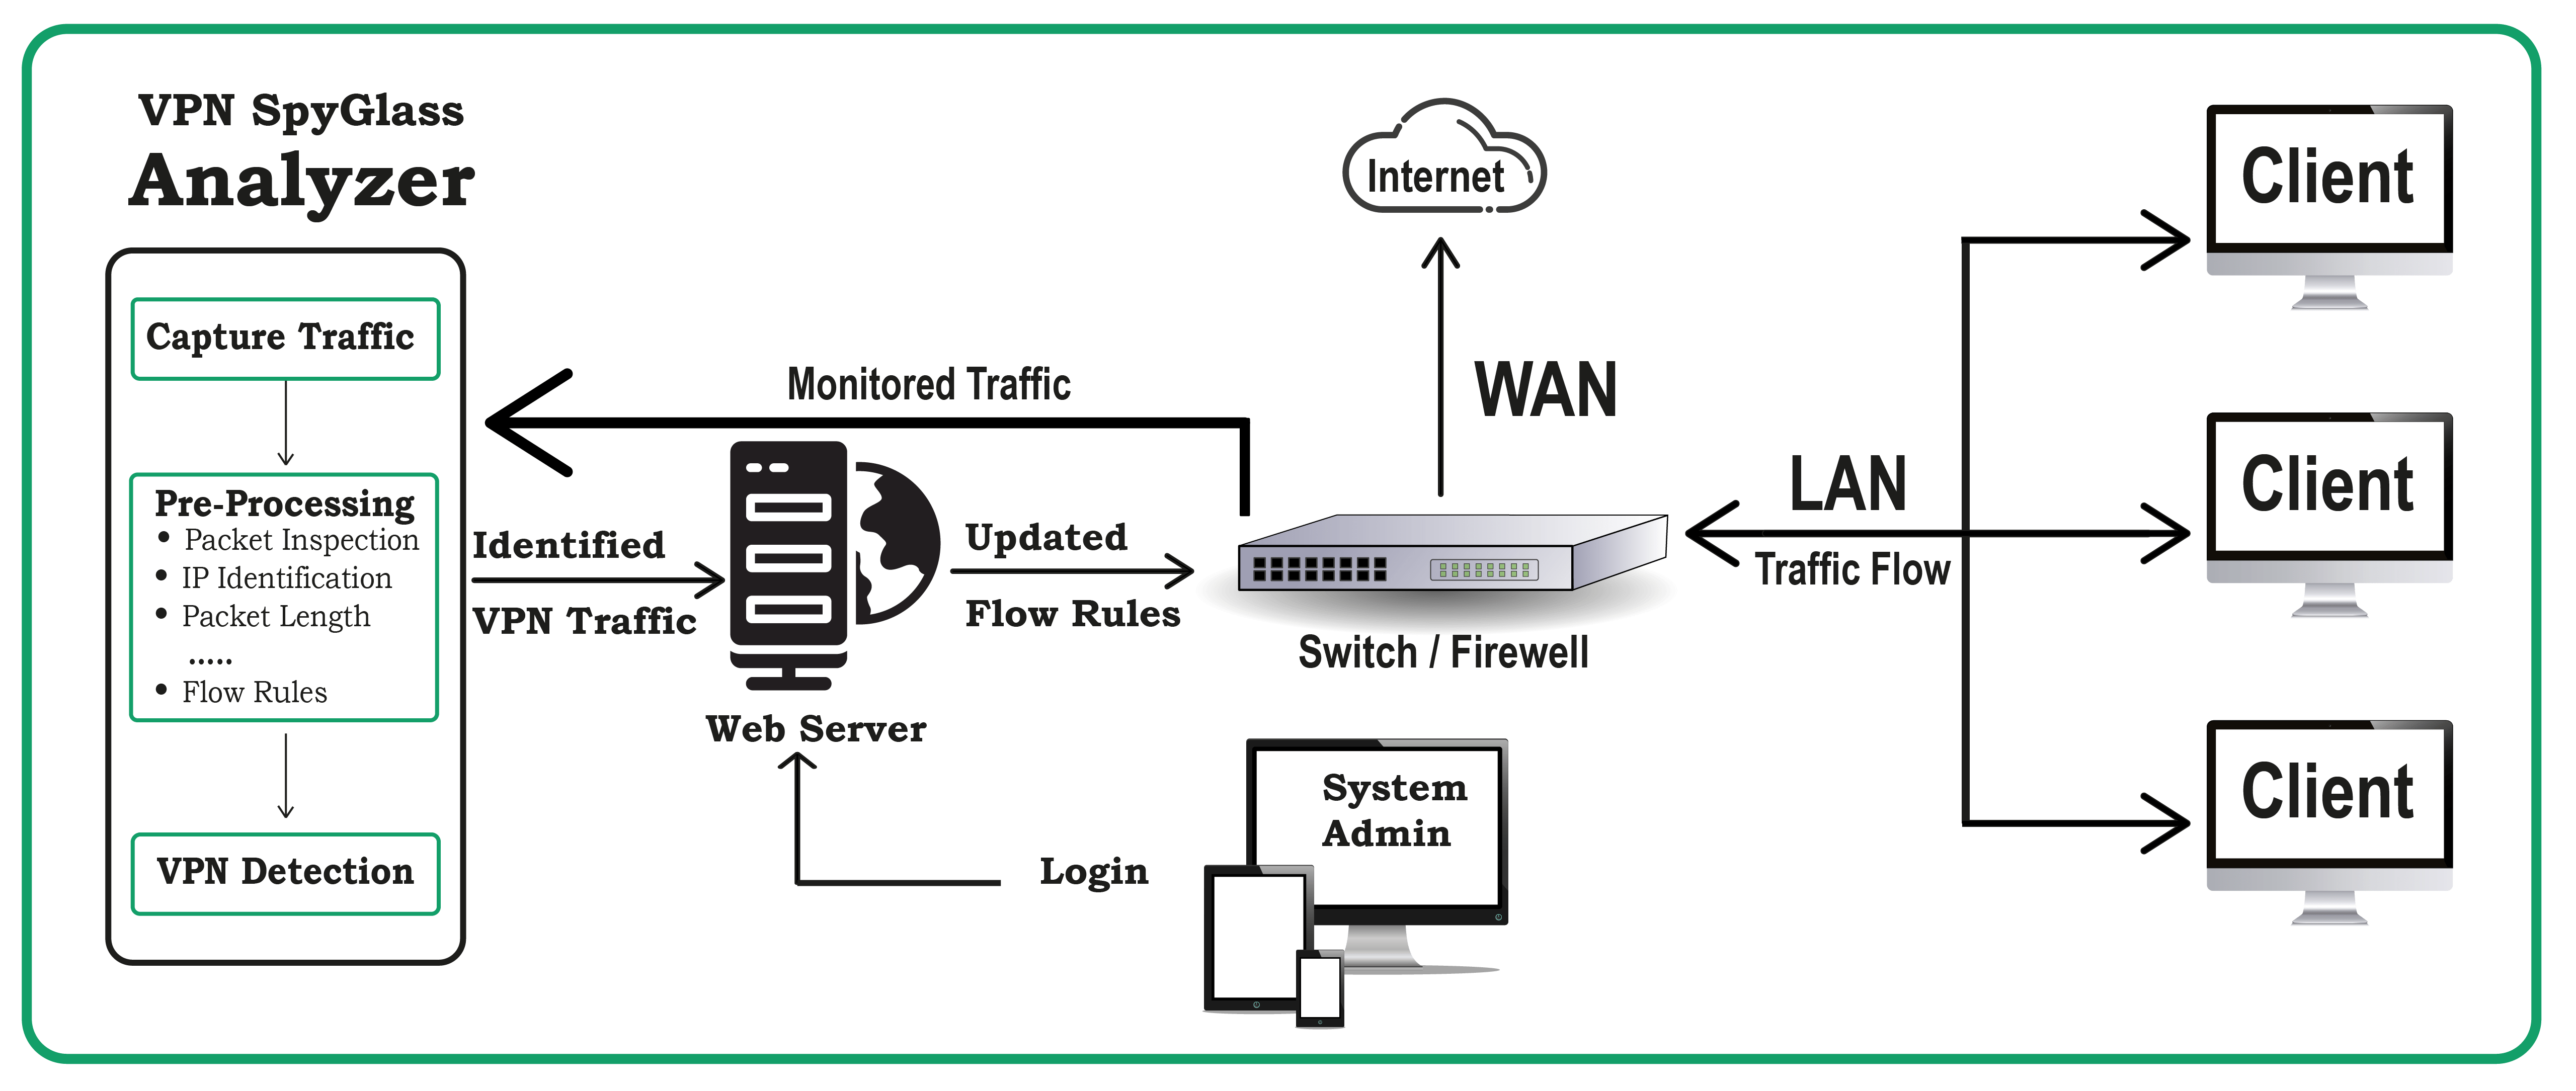 VPN SpyGlass
Analyzer
Capture Traffic
Pre-Processing
• Packet Inspection
• IP Identification
• Packet Length
.....
• Flow Rules
VPN Detection
Monitored Traffic
Identified
VPN Traffic
Web Server
Updated
Flow Rules
Login
System
Admin
Internet
WAN
Switch / Firewell
LAN
Traffic Flow
Client
Client
Client